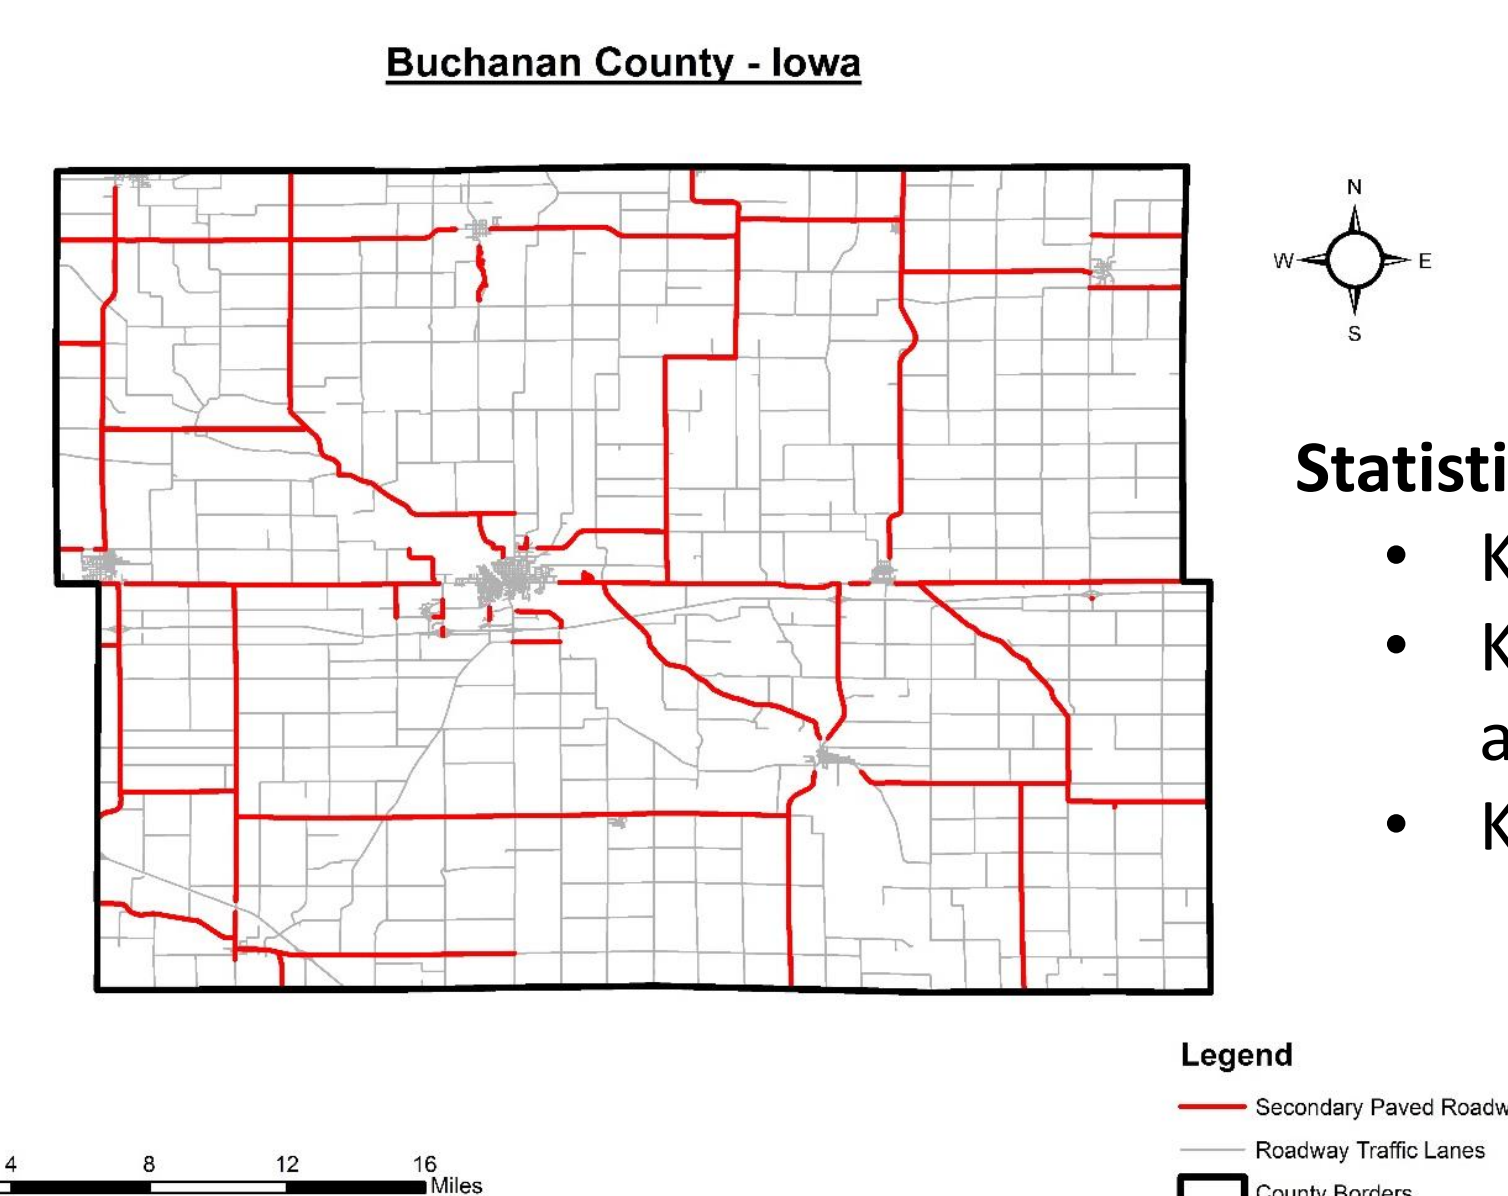 Buchanan County - Iowa
N
W E
S
Statisti
• K
• K
a
• K
Legend
Secondary Paved Roadw
Roadway Traffic Lanes
County Borders
4 8 12 16
Miles